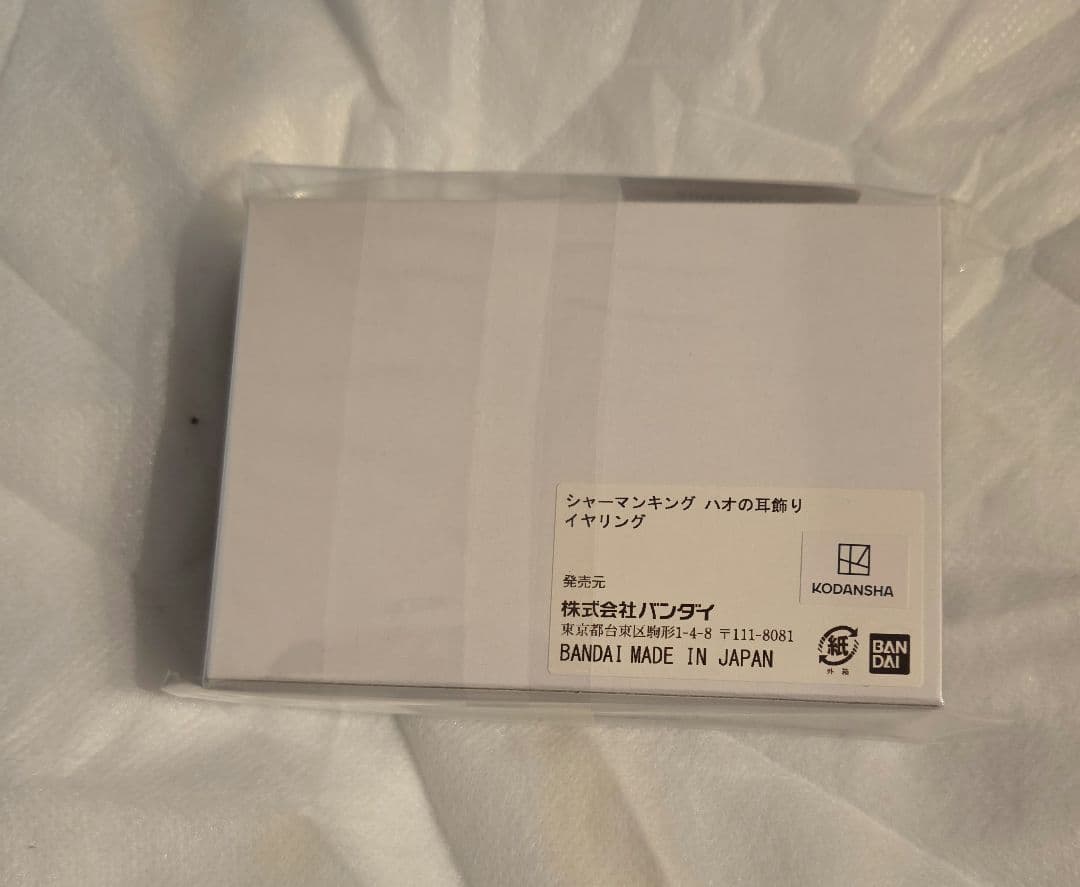 シャーマンキング ハオの耳飾り
イヤリング
KODANSHA
発売元
株式会社バンダイ
東京都台東区駒形1-4-8 〒111-8081
BANDAI MADE IN JAPAN
紙
外箱
BAN
DAI